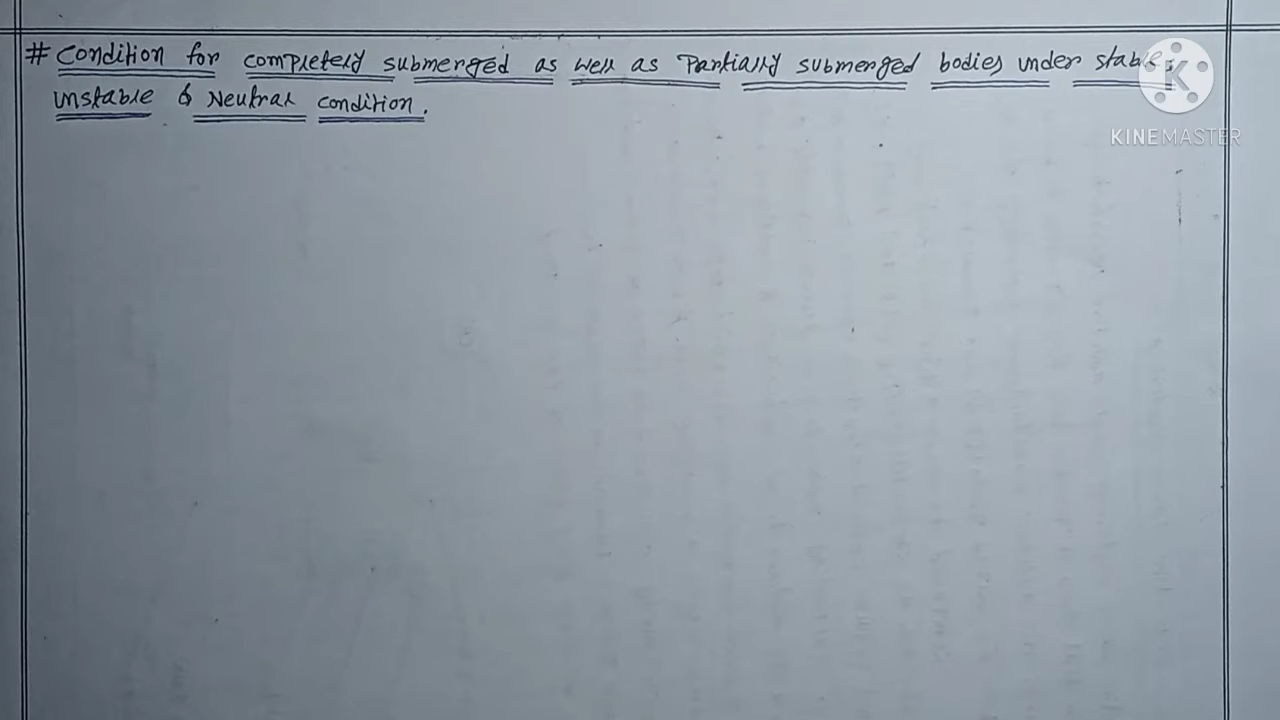 # Condition for completely submerged as well as Partially submerged bodies under stable,
unstable & Neutral condition.
K
KINEMASTER